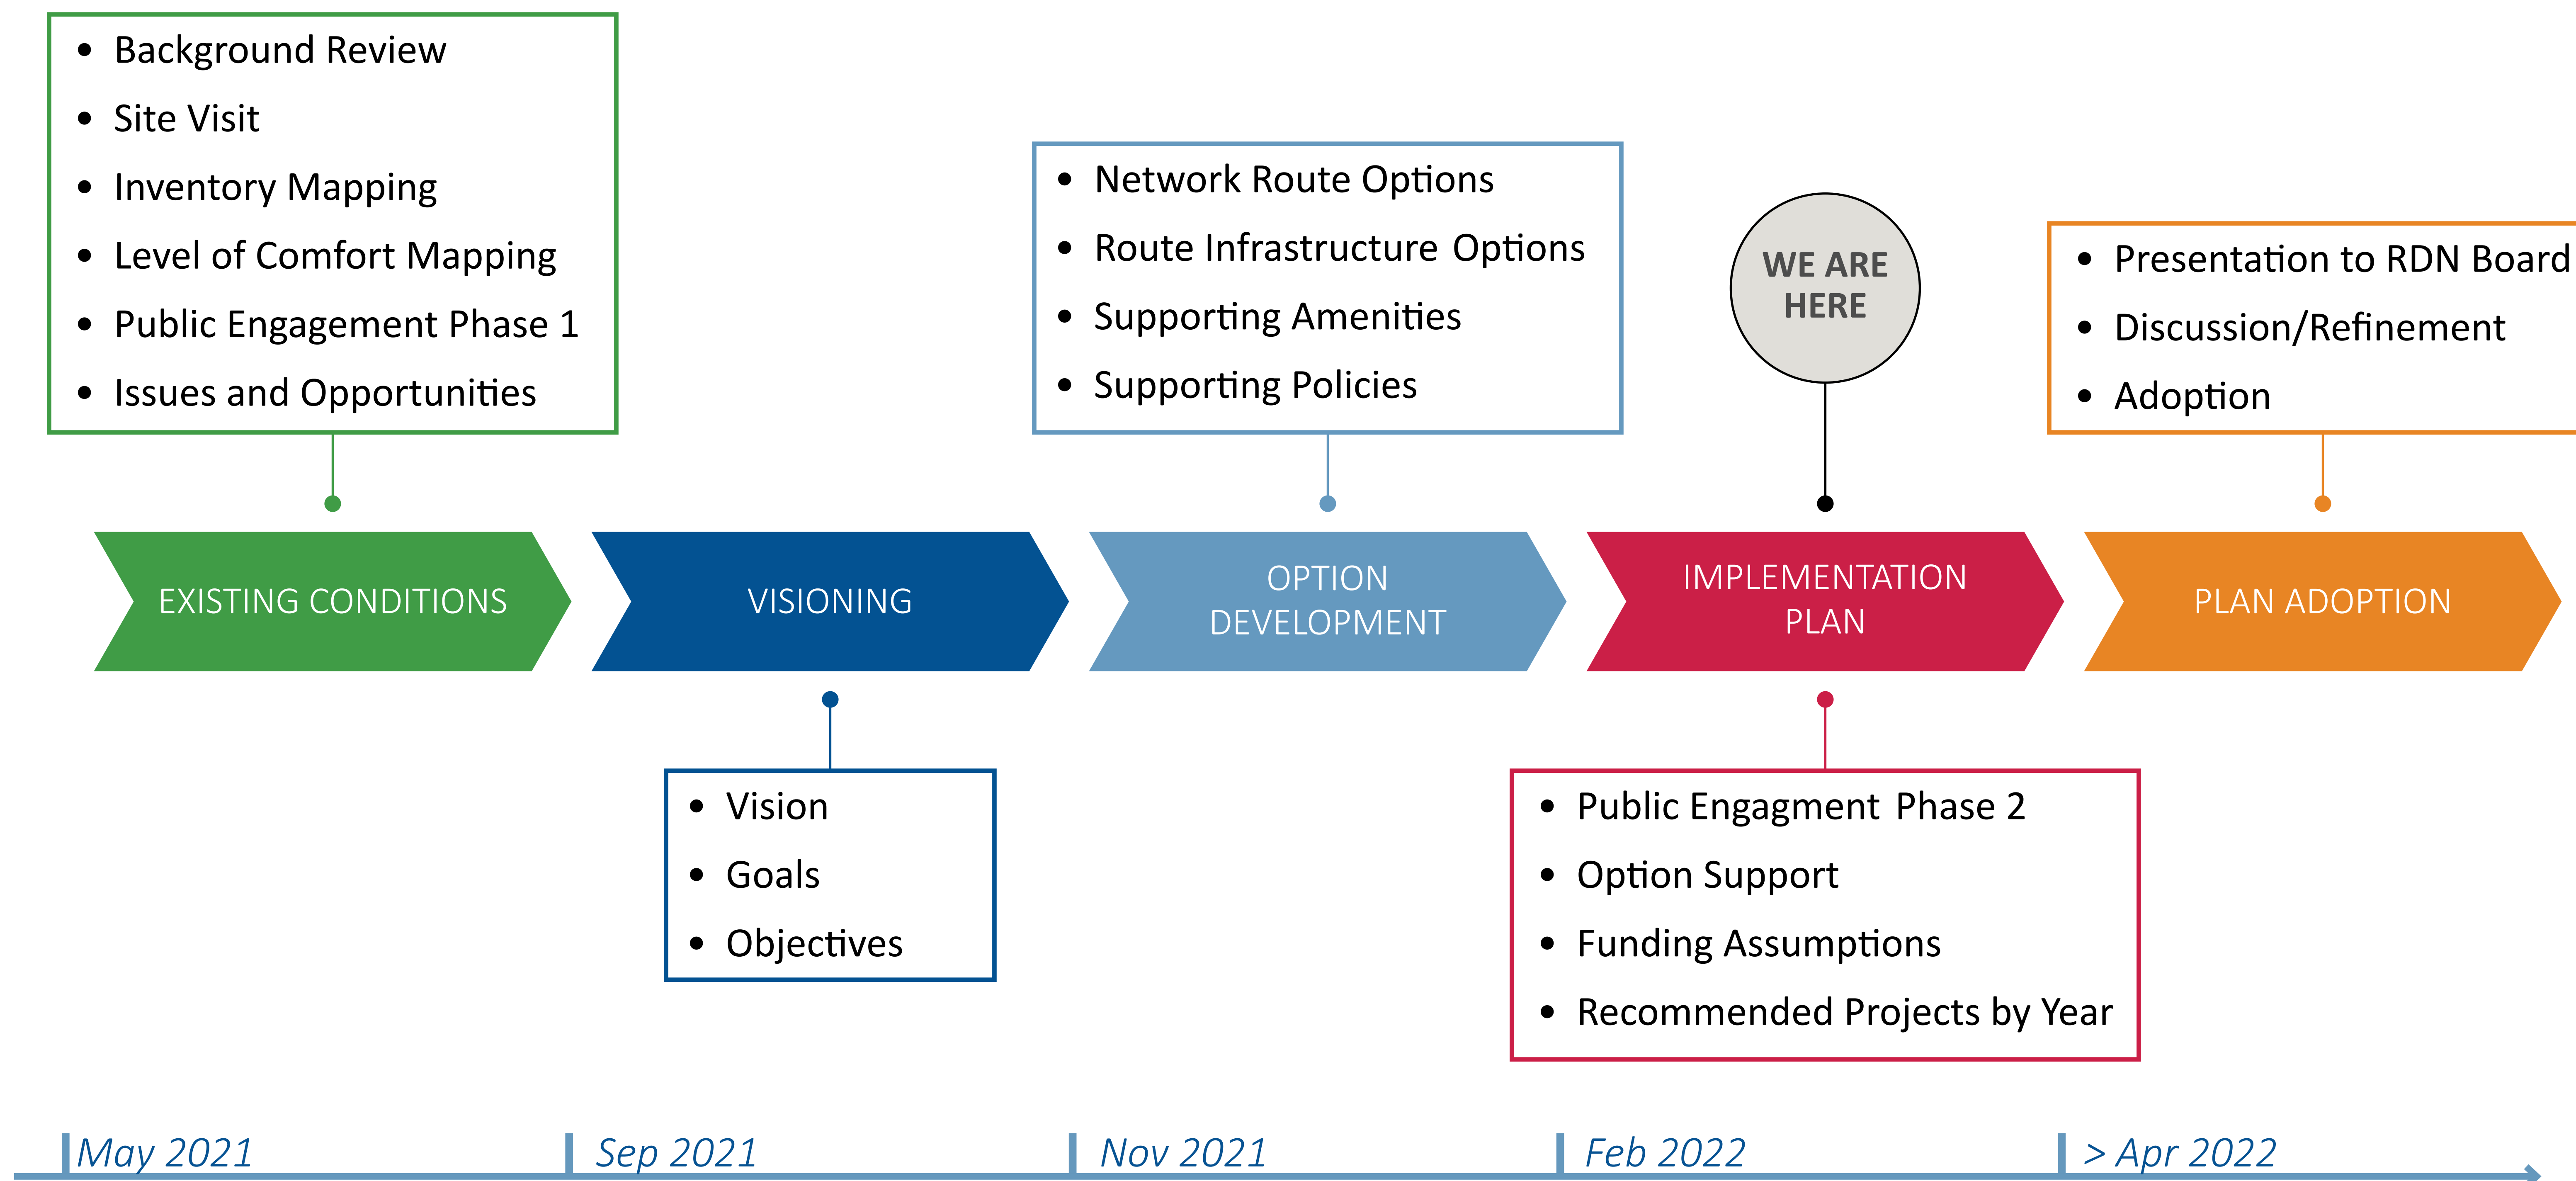 • Background Review
• Site Visit
• Inventory Mapping
• Level of Comfort Mapping
• Public Engagement Phase 1
• Issues and Opportunities
• Network Route Options
• Route Infrastructure Options
• Supporting Amenities
• Supporting Policies
WE ARE
HERE
• Presentation to RDN Board
• Discussion/Refinement
• Adoption
EXISTING CONDITIONS
VISIONING
OPTION
DEVELOPMENT
IMPLEMENTATION
PLAN
PLAN ADOPTION
• Vision
• Goals
• Objectives
• Public Engagment Phase 2
• Option Support
• Funding Assumptions
• Recommended Projects by Year
May 2021
Sep 2021
Nov 2021
Feb 2022
> Apr 2022